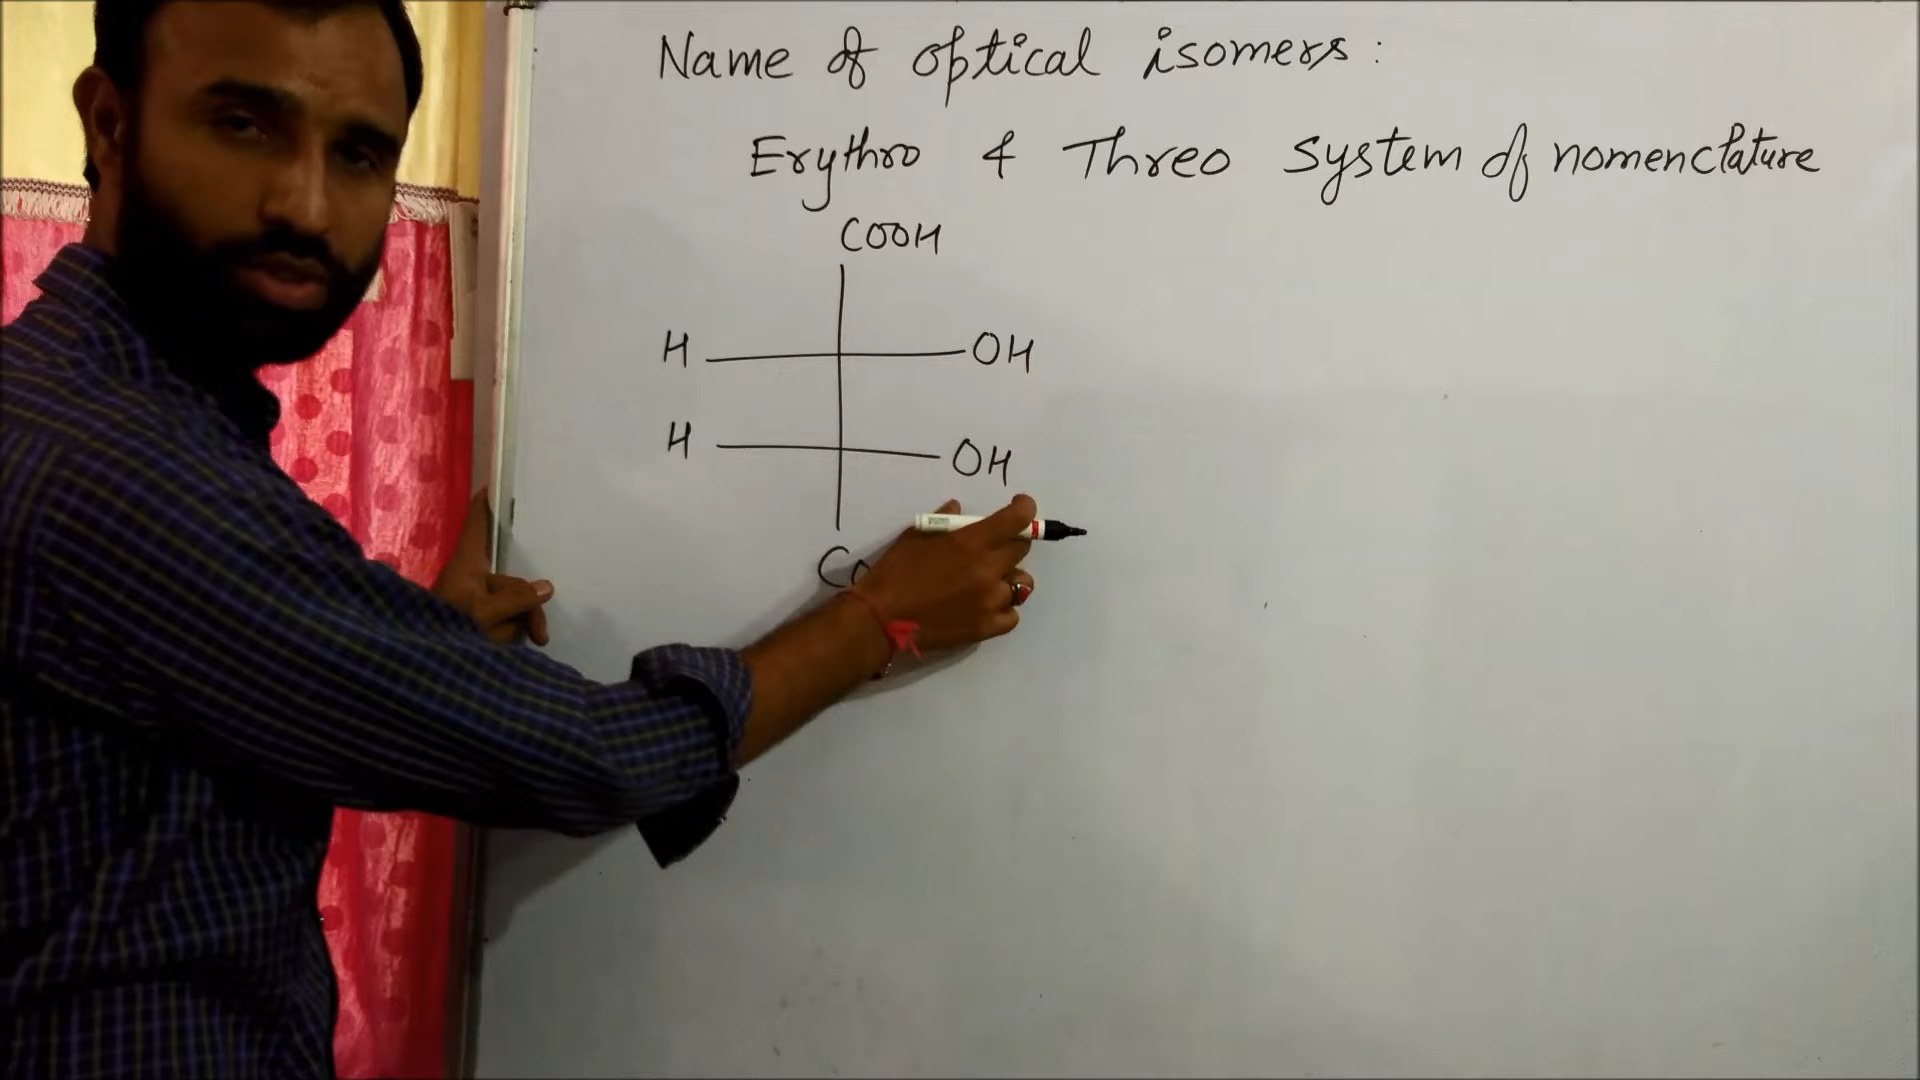 Name of optical isomers:
Erythro & Threo system of nomenclature
COOH
H OH
H OH
Co